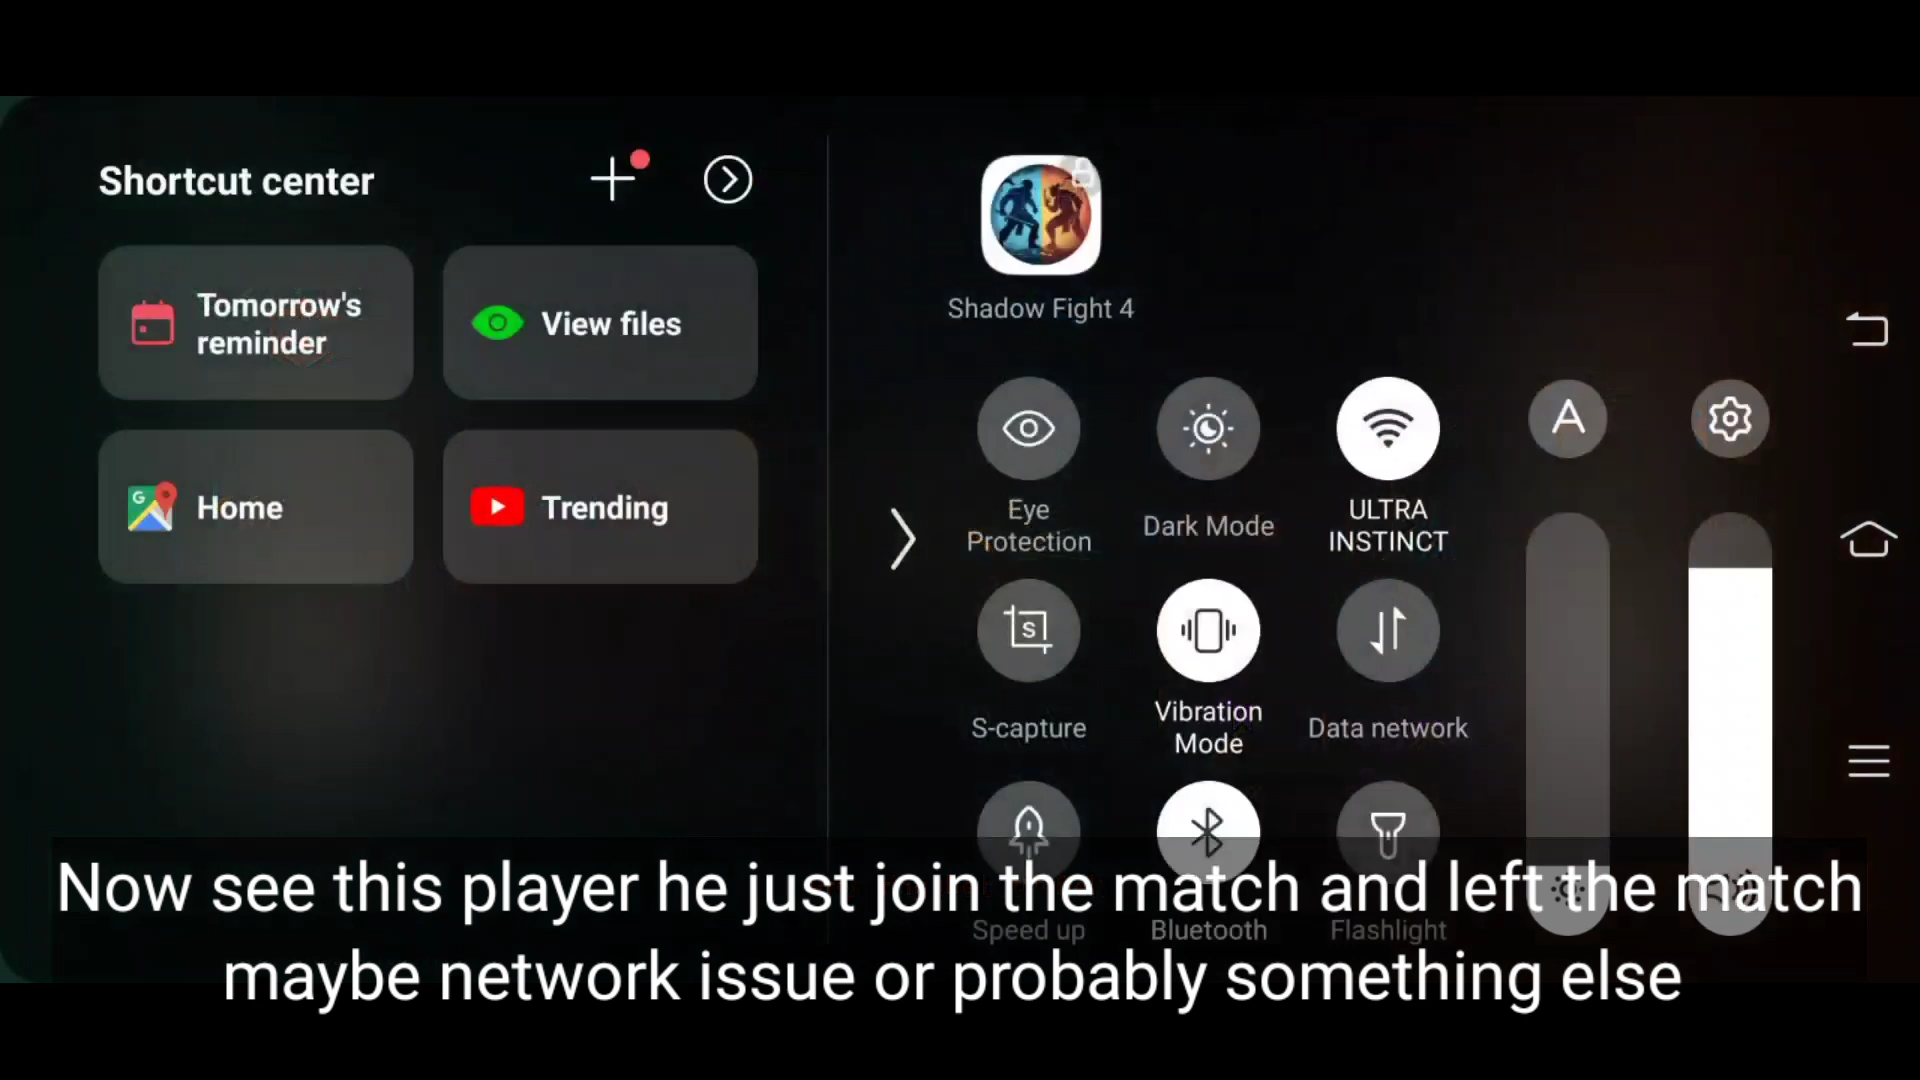 Shortcut center
Tomorrow's
reminder
View files
Home
Trending
Shadow Fight 4
Eye
Protection
Dark Mode
ULTRA
INSTINCT
A
S
S-capture
Vibration
Mode
Data network
Speed up
Bluetooth
Flashlight
Now see this player he just join the match and left the match
maybe network issue or probably something else